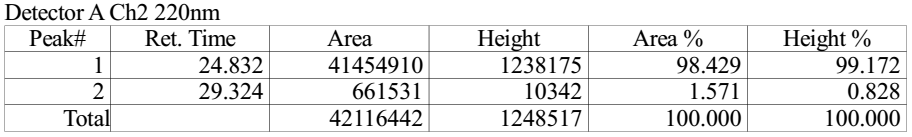 Detector A Ch2 220nm
Peak# Ret. Time Area Height Area % Height %
1 24.832 41454910 1238175 98.429 99.172
2 29.324 661531 10342 1.571 0.828
Total 42116442 1248517 100.000 100.000